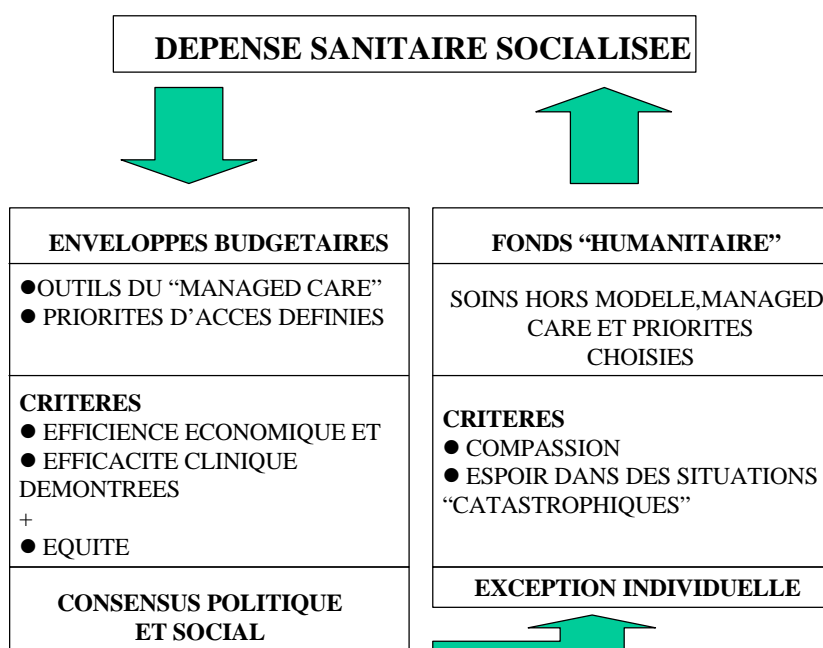 DEPENSE SANITAIRE SOCIALISEE
ENVELOPPES BUDGETAIRES
●OUTILS DU “MANAGED CARE”
● PRIORITES D’ACCES DEFINIES
CRITERES
● EFFICIENCE ECONOMIQUE ET
● EFFICACITE CLINIQUE
DEMONTREES
+
● EQUITE
CONSENSUS POLITIQUE
ET SOCIAL
FONDS “HUMANITAIRE”
SOINS HORS MODELE,MANAGED
CARE ET PRIORITES
CHOISIES
CRITERES
● COMPASSION
● ESPOIR DANS DES SITUATIONS
“CATASTROPHIQUES”
EXCEPTION INDIVIDUELLE